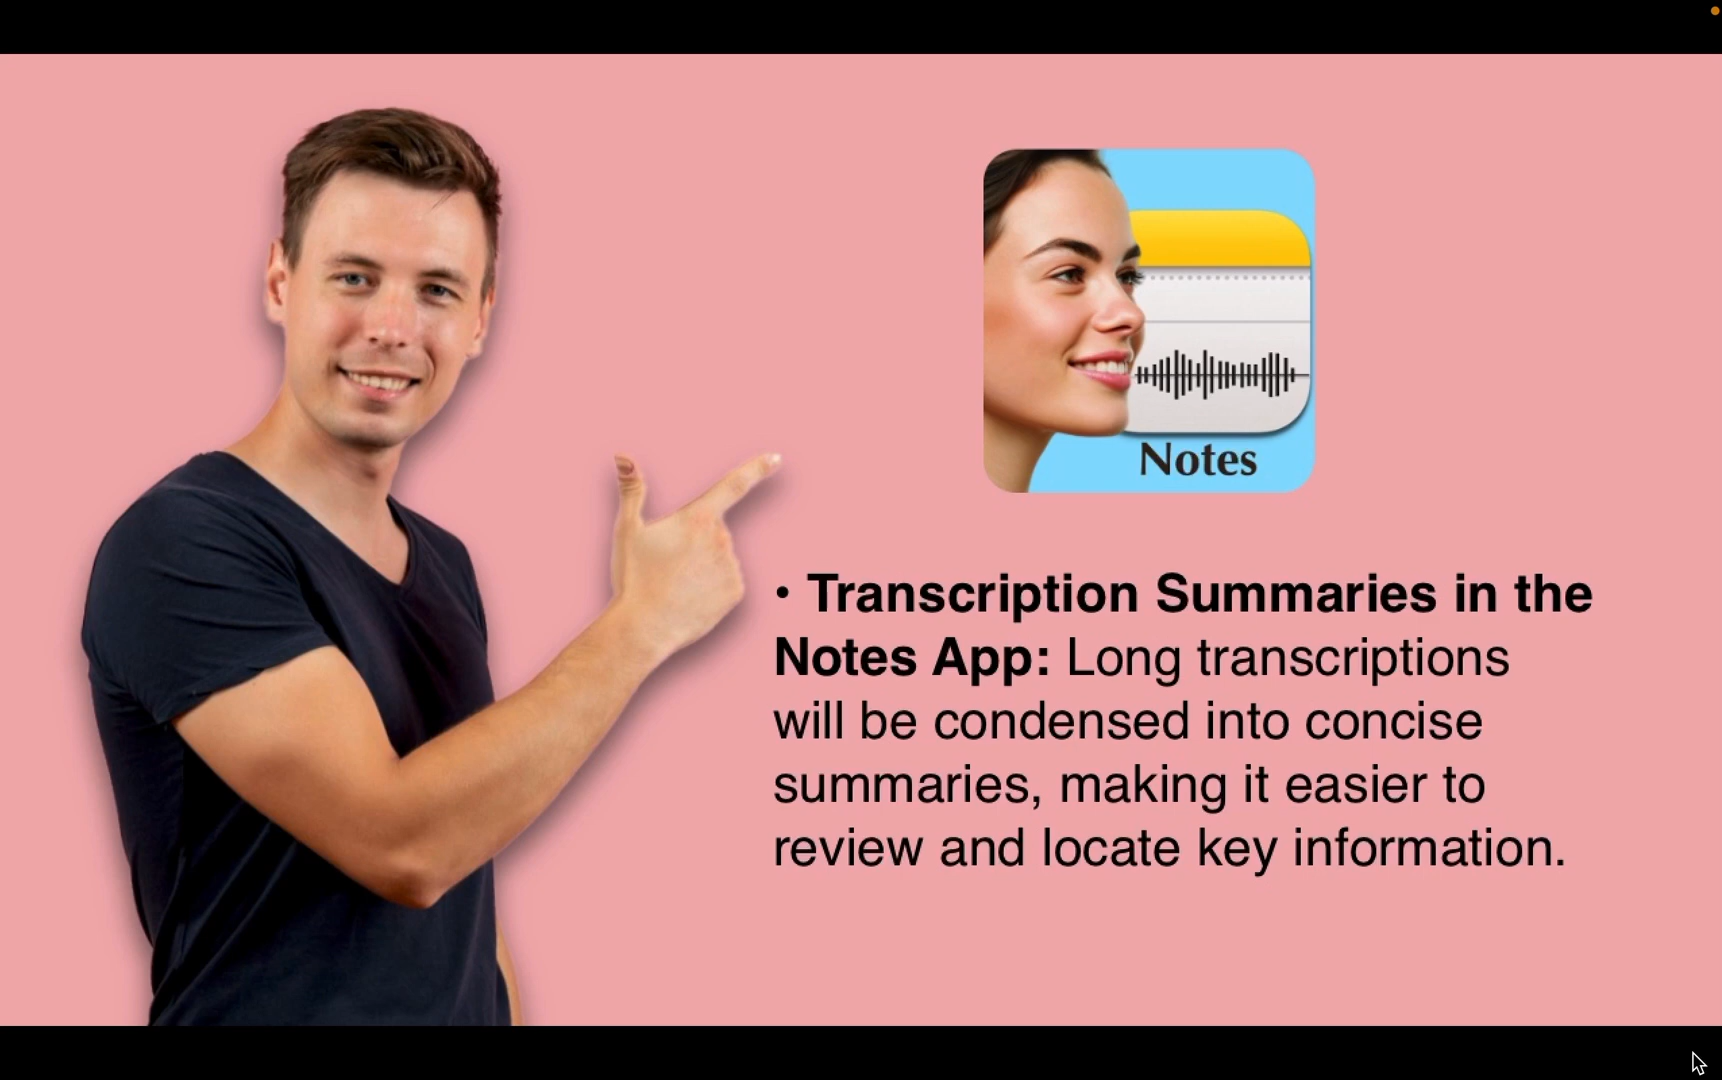 Notes
• Transcription Summaries in the
Notes App: Long transcriptions
will be condensed into concise
summaries, making it easier to
review and locate key information.